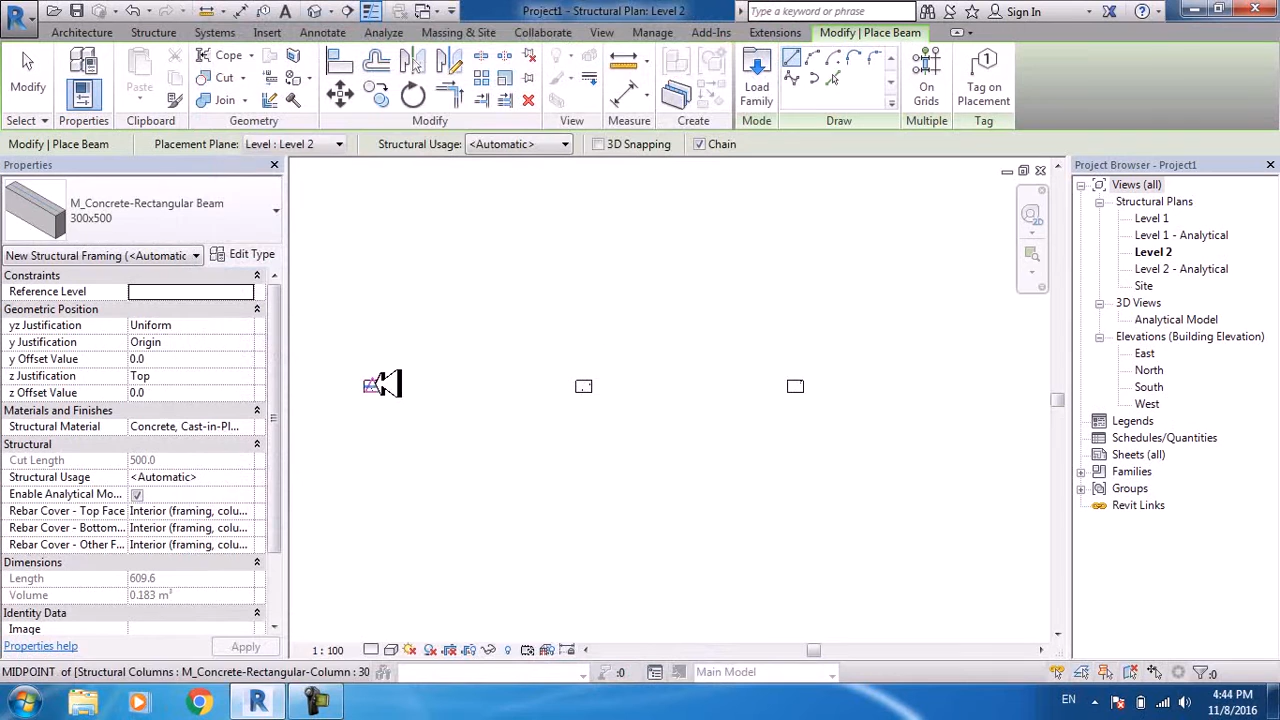 Project1 - Structural Plan: Level 2
Type a keyword or phrase
Sign In
Architecture
Structure
Systems
Insert
Annotate
Analyze
Massing & Site
Collaborate
View
Manage
Add-Ins
Extensions
Modify | Place Beam
Modify
Paste
Cope
Cut
Join
Load
Family
On
Grids
Tag on
Placement
Select
Properties
Clipboard
Geometry
Modify
View
Measure
Create
Mode
Draw
Multiple
Tag
Modify | Place Beam
Placement Plane: Level : Level 2
Structural Usage: <Automatic>
3D Snapping
Chain
Properties
M_Concrete-Rectangular Beam
300x500
New Structural Framing (<Automatic
Edit Type
Constraints
Reference Level
Geometric Position
yz Justification Uniform
y Justification Origin
y Offset Value 0.0
z Justification Top
z Offset Value 0.0
Materials and Finishes
Structural Material Concrete, Cast-in-Pl...
Structural
Cut Length 500.0
Structural Usage <Automatic>
Enable Analytical Mo...
Rebar Cover - Top Face Interior (framing, colu...
Rebar Cover - Bottom... Interior (framing, colu...
Rebar Cover - Other F... Interior (framing, colu...
Dimensions
Length 609.6
Volume 0.183 m³
Identity Data
Image
Properties help
Apply
2D
Project Browser - Project1
Views (all)
Structural Plans
Level 1
Level 1 - Analytical
Level 2
Level 2 - Analytical
Site
3D Views
Analytical Model
Elevations (Building Elevation)
East
North
South
West
Legends
Schedules/Quantities
Sheets (all)
Families
Groups
Revit Links
1 : 100
MIDPOINT of [Structural Columns : M_Concrete-Rectangular-Column : 30
:0
Main Model
:0
EN
4:44 PM
11/8/2016